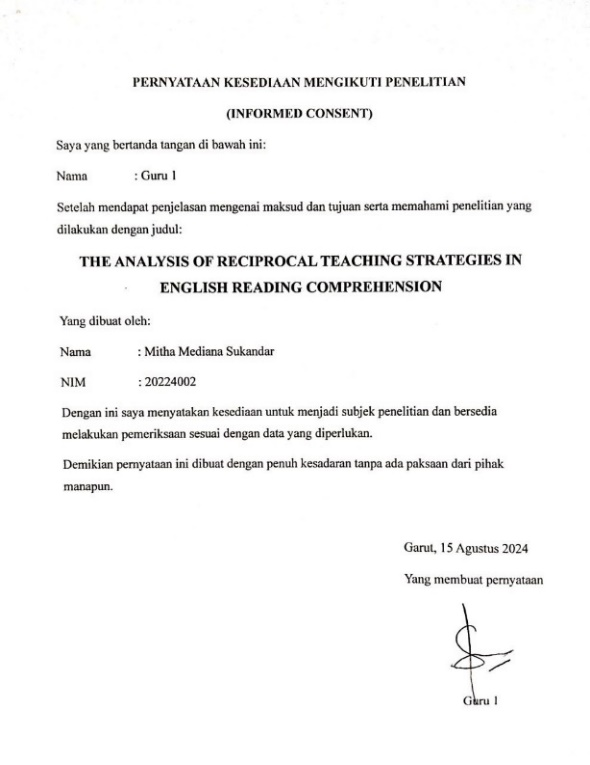 PERNYATAAN KESEDIAAN MENGIKUTI PENELITIAN
(INFORMED CONSENT)
Saya yang bertanda tangan di bawah ini:
Nama : Guru 1
Setelah mendapat penjelasan mengenai maksud dan tujuan serta memahami penelitian yang
dilakukan dengan judul:
THE ANALYSIS OF RECIPROCAL TEACHING STRATEGIES IN
ENGLISH READING COMPREHENSION
Yang dibuat oleh:
Nama : Mitha Mediana Sukandar
NIM : 20224002
Dengan ini saya menyatakan kesediaan untuk menjadi subjek penelitian dan bersedia
melakukan pemeriksaan sesuai dengan data yang diperlukan.
Demikian pernyataan ini dibuat dengan penuh kesadaran tanpa ada paksaan dari pihak
manapun.
Garut, 15 Agustus 2024
Yang membuat pernyataan
Guru 1